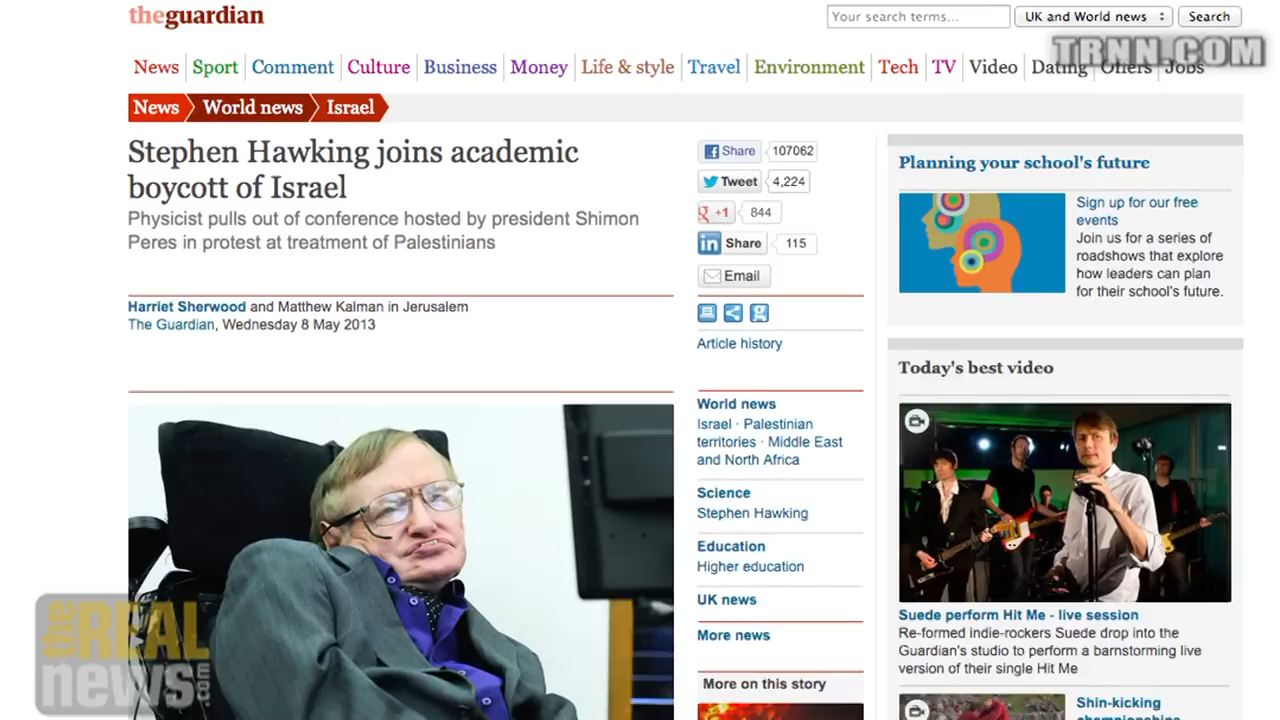 theguardian
Your search terms...
UK and World news
Search
TRNN.COM
News Sport Comment Culture Business Money Life & style Travel Environment Tech TV Video Dating Offers Jobs
News World news Israel
Stephen Hawking joins academic
boycott of Israel
Physicist pulls out of conference hosted by president Shimon
Peres in protest at treatment of Palestinians
Harriet Sherwood and Matthew Kalman in Jerusalem
The Guardian, Wednesday 8 May 2013
Share 107062
Tweet 4,224
+1 844
in Share 115
Email
Article history
World news
Israel · Palestinian
territories · Middle East
and North Africa
Science
Stephen Hawking
Education
Higher education
UK news
More news
More on this story
Planning your school's future
Sign up for our free
events
Join us for a series of
roadshows that explore
how leaders can plan
for their school's future.
Today's best video
Suede perform Hit Me - live session
Re-formed indie-rockers Suede drop into the
Guardian's studio to perform a barnstorming live
version of their single Hit Me
Shin-kicking
championships
the REAL
news.com